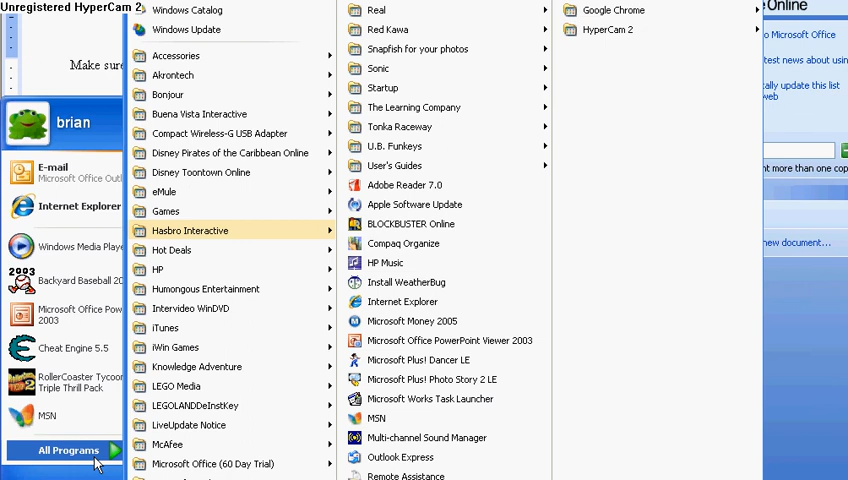 Unregistered HyperCam 2
Make sure
brian
E-mail
Microsoft Office Outl
Internet Explorer
Windows Media Playe
Backyard Baseball 20
Microsoft Office Pow
2003
Cheat Engine 5.5
RollerCoaster Tycoo
Triple Thrill Pack
MSN
All Programs
Windows Catalog
Windows Update
Accessories
Akrontech
Bonjour
Buena Vista Interactive
Compact Wireless-G USB Adapter
Disney Pirates of the Caribbean Online
Disney Toontown Online
eMule
Games
Hasbro Interactive
Hot Deals
HP
Humongous Entertainment
Intervideo WinDVD
iTunes
iWin Games
Knowledge Adventure
LEGO Media
LEGOLANDDeInstKey
LiveUpdate Notice
McAfee
Microsoft Office (60 Day Trial)
Real
Red Kawa
Snapfish for your photos
Sonic
Startup
The Learning Company
Tonka Raceway
U.B. Funkeys
User's Guides
Adobe Reader 7.0
Apple Software Update
BLOCKBUSTER Online
Compaq Organize
HP Music
Install WeatherBug
Internet Explorer
Microsoft Money 2005
Microsoft Office PowerPoint Viewer 2003
Microsoft Plus! Dancer LE
Microsoft Plus! Photo Story 2 LE
Microsoft Works Task Launcher
MSN
Multi-channel Sound Manager
Outlook Express
Remote Assistance
Google Chrome
HyperCam 2
e Online
to Microsoft Office
test news about usin
ically update this list
web
nt more than one cop
new document...